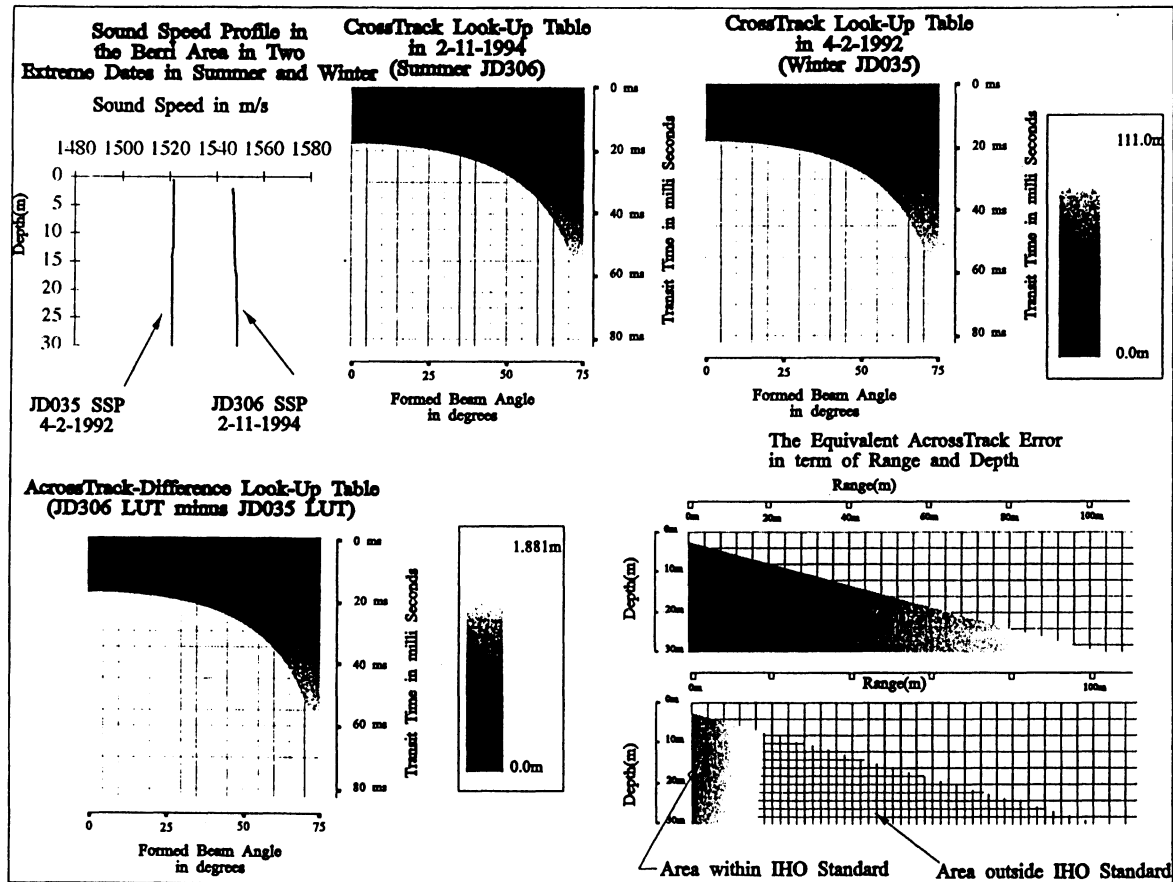 Sound Speed Profile in
the Berri Area in Two
Extreme Dates in Summer and Winter
Sound Speed in m/s
1480 1500 1520 1540 1560 1580
Depth(m)
0
5
10
15
20
25
30
JD035 SSP
4-2-1992
JD306 SSP
2-11-1994
CrossTrack Look-Up Table
in 2-11-1994
(Summer JD306)
0 ms
20 ms
40 ms
60 ms
80 ms
Transit Time in milli Seconds
0 25 50 75
Formed Beam Angle
in degrees
CrossTrack Look-Up Table
in 4-2-1992
(Winter JD035)
0 ms
20 ms
40 ms
60 ms
80 ms
Transit Time in milli Seconds
0 25 50 75
Formed Beam Angle
in degrees
111.0m
0.0m
AcrossTrack-Difference Look-Up Table
(JD306 LUT minus JD035 LUT)
0 ms
20 ms
40 ms
60 ms
80 ms
Transit Time in milli Seconds
0 25 50 75
Formed Beam Angle
in degrees
1.881m
0.0m
The Equivalent AcrossTrack Error
in term of Range and Depth
Range(m)
0m 20m 40m 60m 80m 100m
Depth(m)
0m
10m
20m
30m
Range(m)
0m 100m
Depth(m)
0m
10m
20m
30m
Area within IHO Standard
Area outside IHO Standard